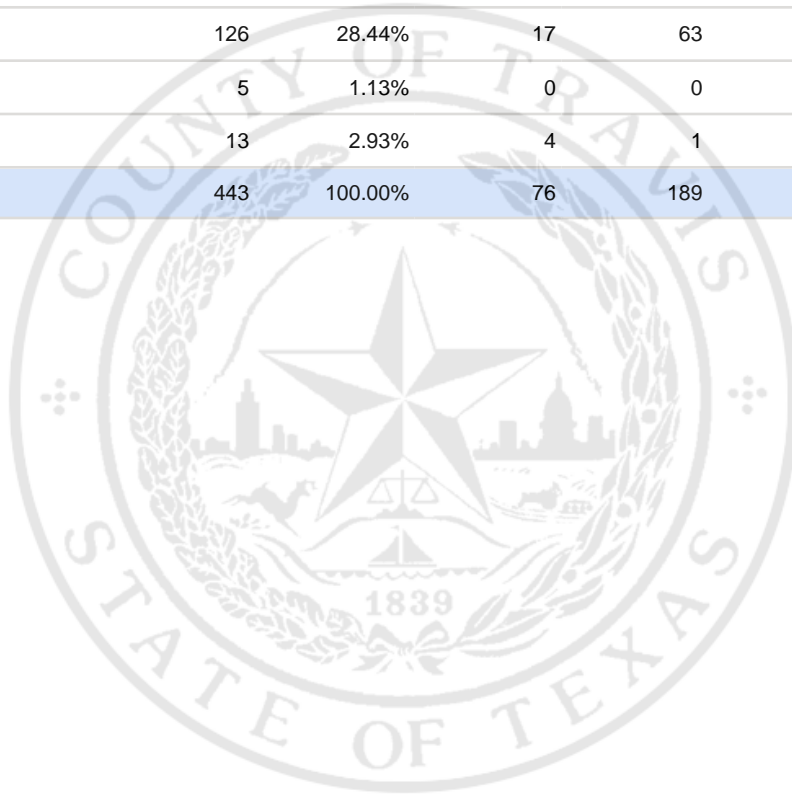 126 28.44% 17 63
5 1.13% 0 0
13 2.93% 4 1
443 100.00% 76 189
COUNTY OF TRAVIS
1839
STATE OF TEXAS